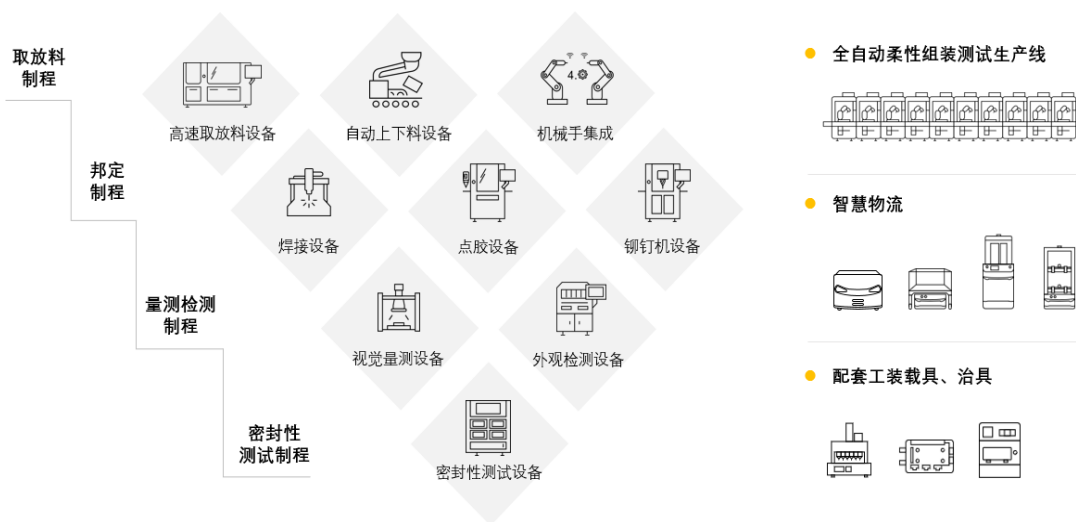 取放料
制程
高速取放料设备
自动上下料设备
4.0
机械手集成
邦定
制程
焊接设备
点胶设备
铆钉机设备
量测检测
制程
视觉量测设备
外观检测设备
密封性
测试制程
密封性测试设备
全自动柔性组装测试生产线
智慧物流
配套工装载具、治具